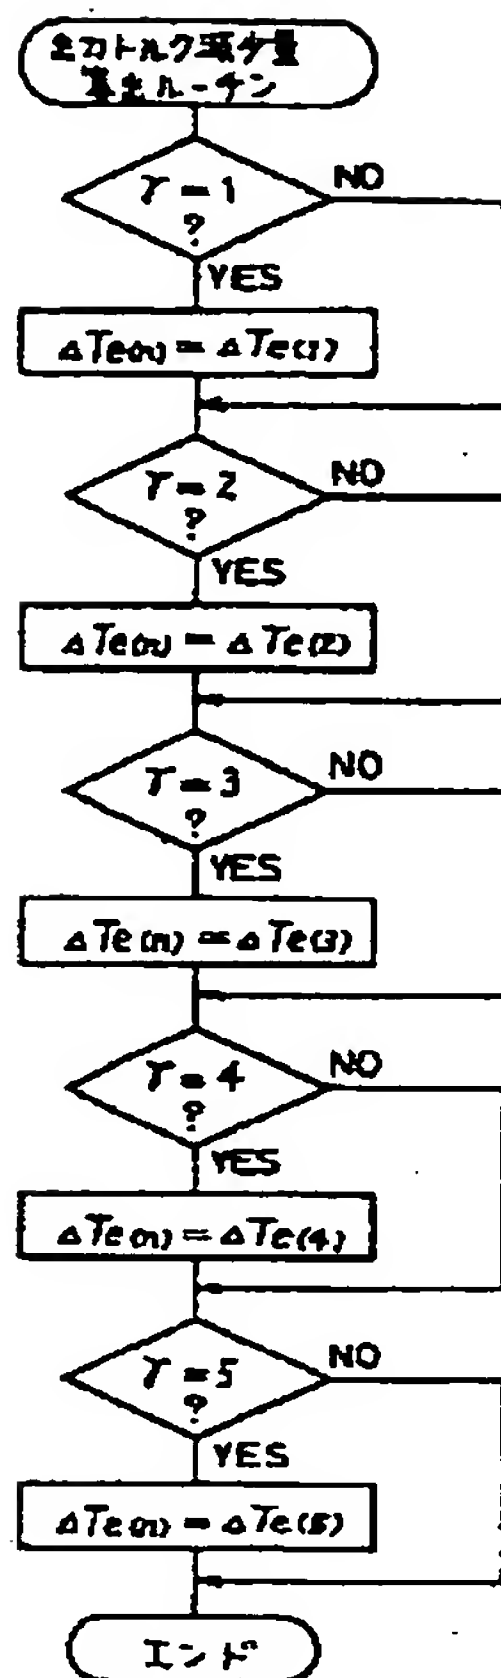 出力トルク減少量
算出ルーチン
γ=1
?
NO
YES
ΔTe(n) = ΔTe(1)
γ=2
?
NO
YES
ΔTe(n) = ΔTe(2)
γ=3
?
NO
YES
ΔTe(n) = ΔTe(3)
γ=4
?
NO
YES
ΔTe(n) = ΔTe(4)
γ=5
?
NO
YES
ΔTe(n) = ΔTe(5)
エンド